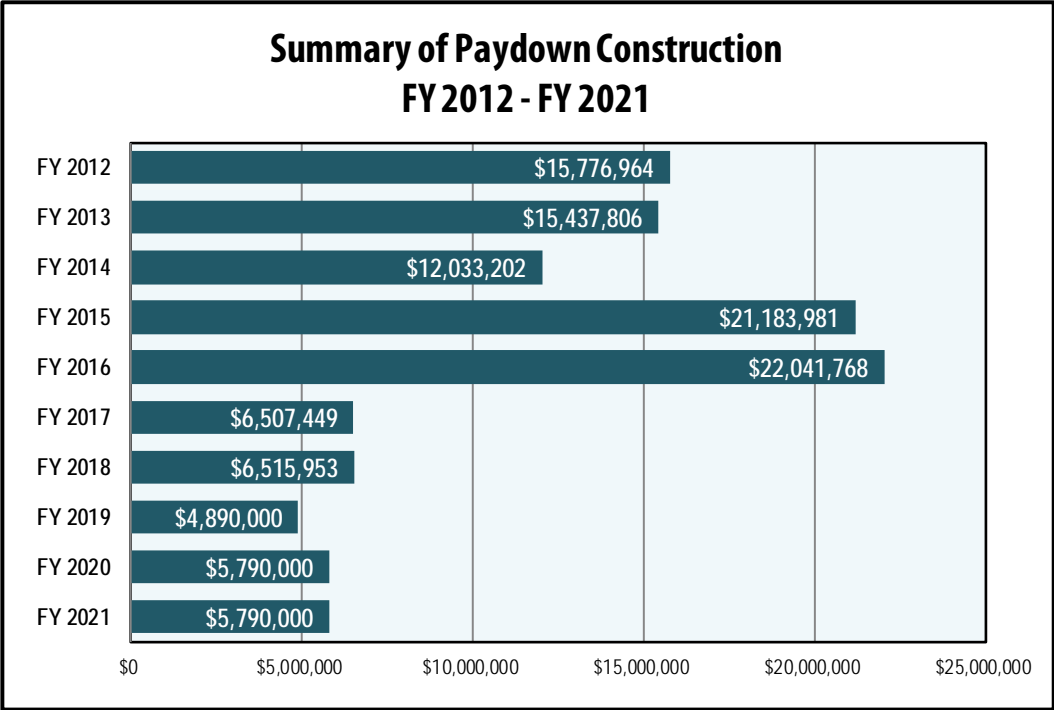 Summary of Paydown Construction
FY 2012 - FY 2021
FY 2012 $15,776,964
FY 2013 $15,437,806
FY 2014 $12,033,202
FY 2015 $21,183,981
FY 2016 $22,041,768
FY 2017 $6,507,449
FY 2018 $6,515,953
FY 2019 $4,890,000
FY 2020 $5,790,000
FY 2021 $5,790,000
$0 $5,000,000 $10,000,000 $15,000,000 $20,000,000 $25,000,000